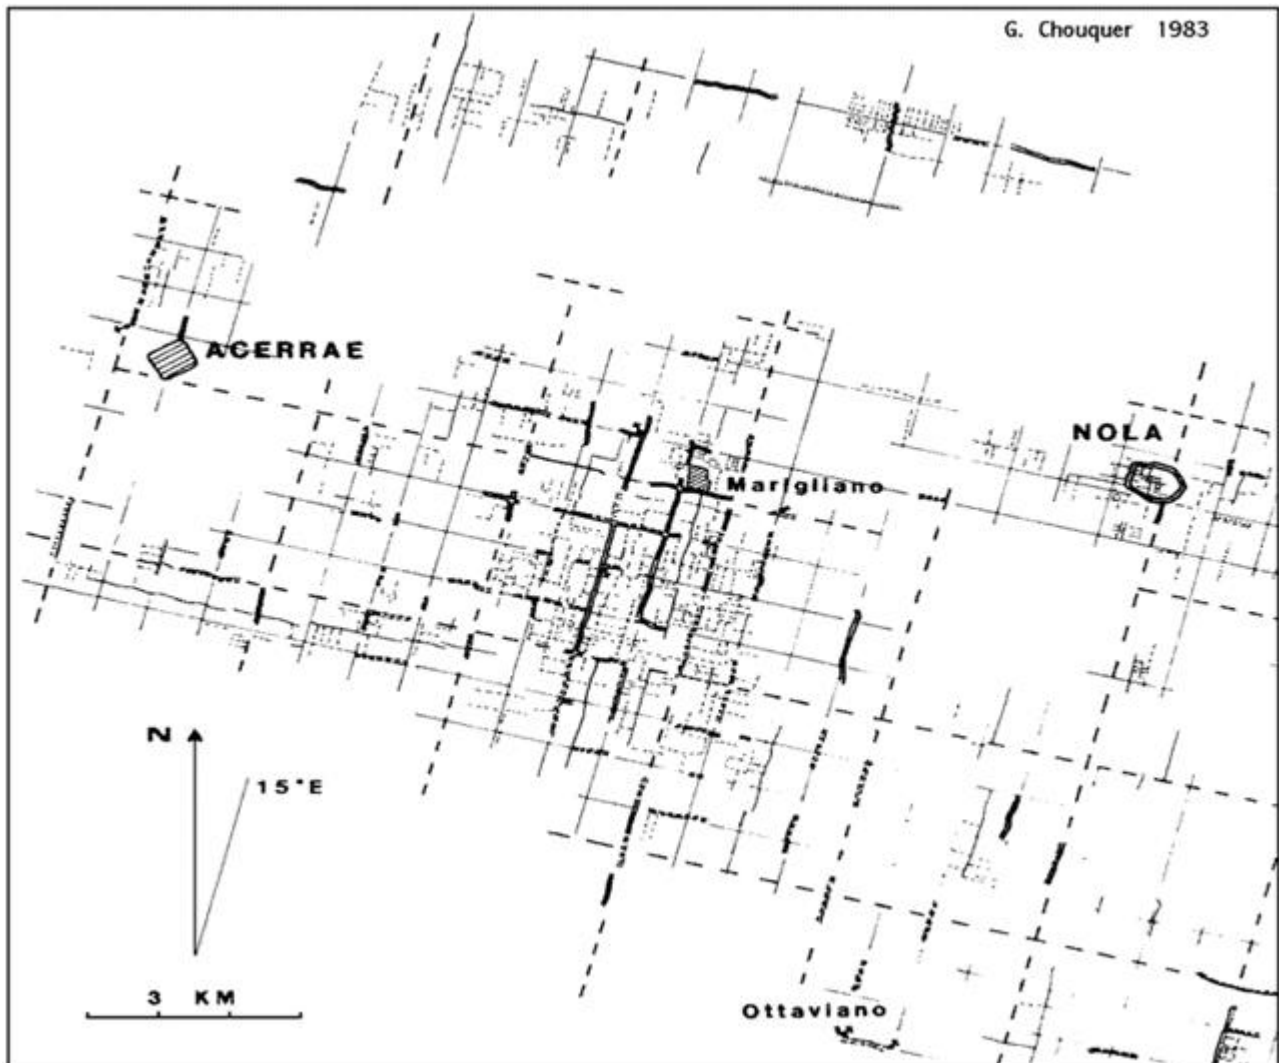 G. Chouquer 1983
ACERRAE
NOLA
Marigliano
N
15°E
3 KM
Ottaviano